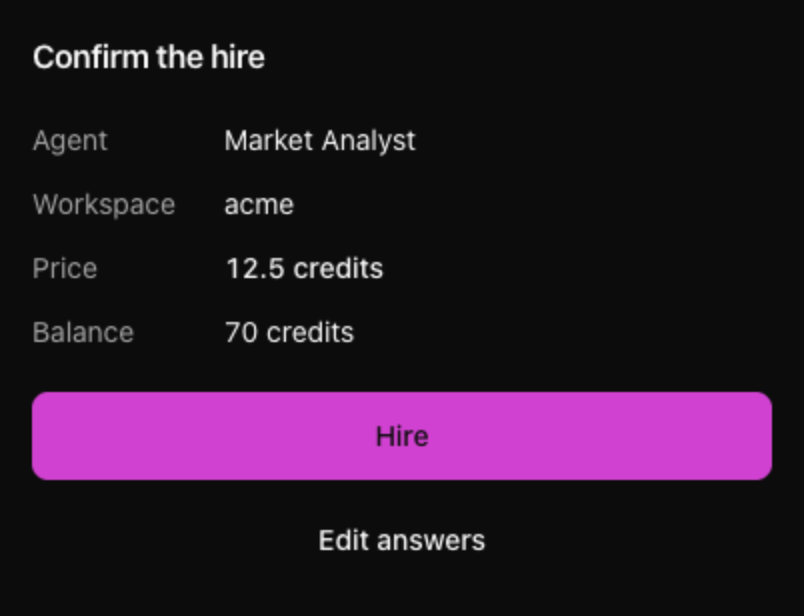 Confirm the hire
Agent Market Analyst
Workspace acme
Price 12.5 credits
Balance 70 credits
Hire
Edit answers